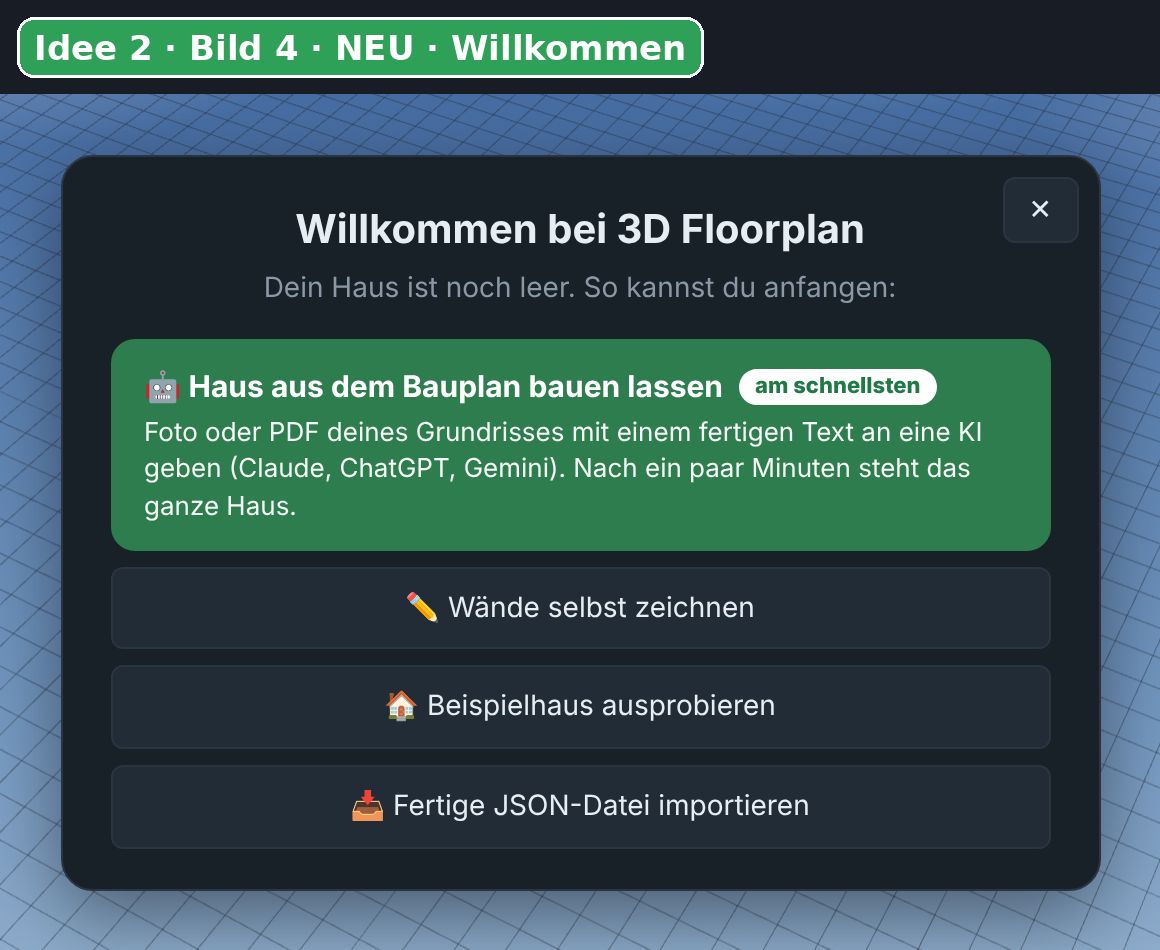 Idee 2 · Bild 4 · NEU · Willkommen
×
Willkommen bei 3D Floorplan
Dein Haus ist noch leer. So kannst du anfangen:
🤖 Haus aus dem Bauplan bauen lassen am schnellsten
Foto oder PDF deines Grundrisses mit einem fertigen Text an eine KI
geben (Claude, ChatGPT, Gemini). Nach ein paar Minuten steht das
ganze Haus.
✏️ Wände selbst zeichnen
🏠 Beispielhaus ausprobieren
📥 Fertige JSON-Datei importieren